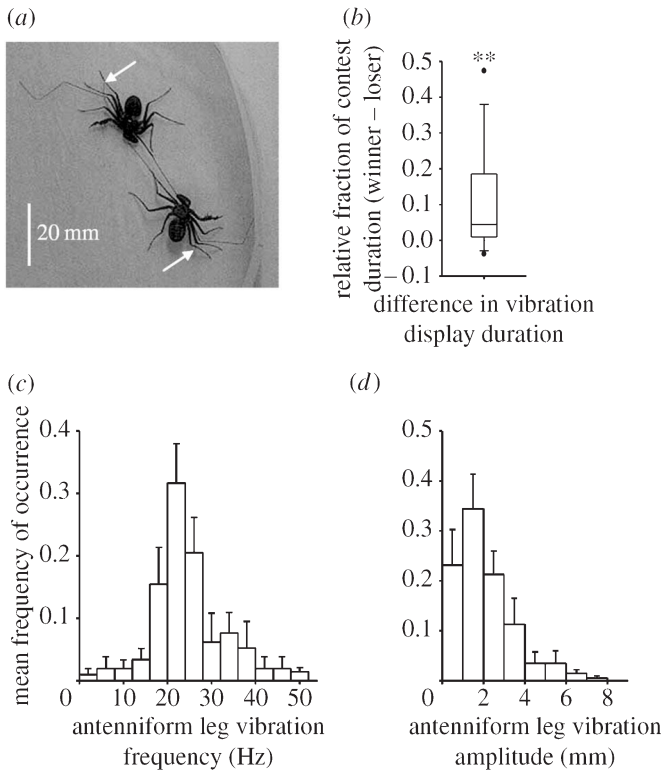 (a)
20 mm
(b)
**
0.5
0.4
0.3
0.2
0.1
0.0
– 0.1
relative fraction of contest
duration (winner – loser)
difference in vibration
display duration
(c)
0.4
0.3
0.2
0.1
mean frequency of occurrence
0 10 20 30 40 50
antenniform leg vibration
frequency (Hz)
(d)
0.5
0.4
0.3
0.2
0.1
0 2 4 6 8
antenniform leg vibration
amplitude (mm)